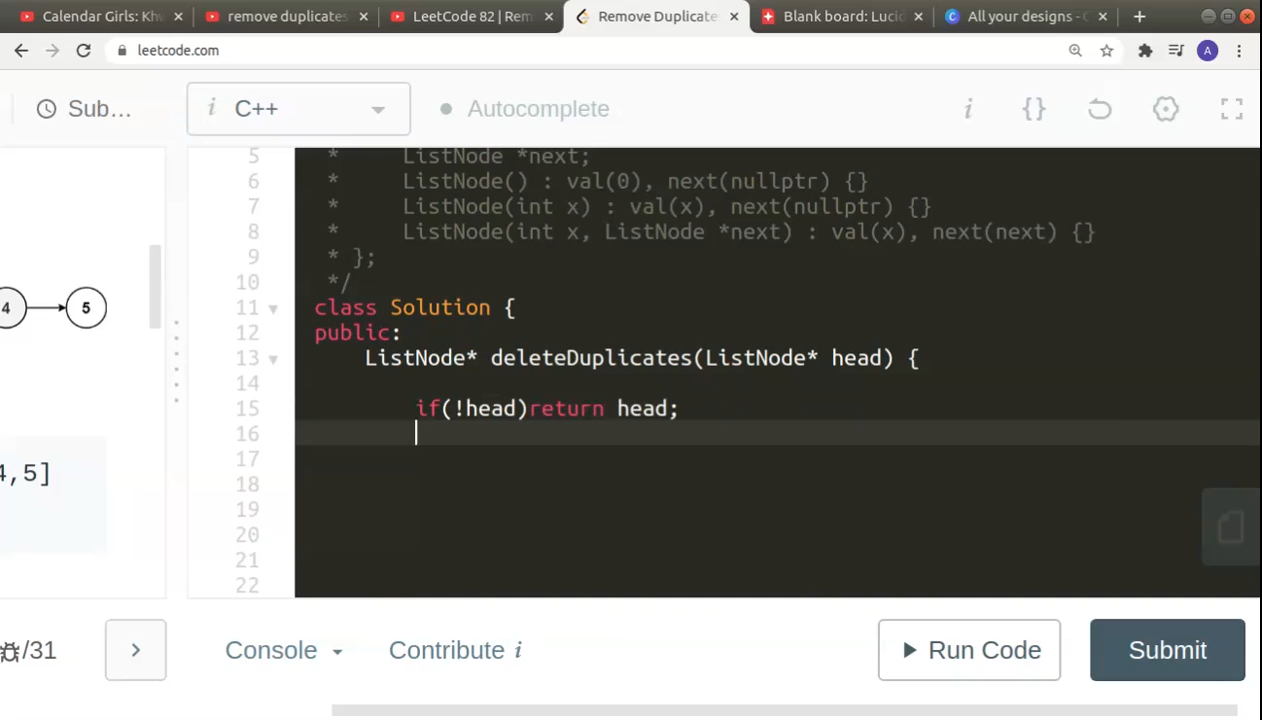 Calendar Girls: Kh
remove duplicates
LeetCode 82 | Rem
Remove Duplicate
Blank board: Lucid
All your designs - C
leetcode.com
A
Sub...
i C++
Autocomplete
i {}
5 * ListNode *next;
6 * ListNode() : val(0), next(nullptr) {}
7 * ListNode(int x) : val(x), next(nullptr) {}
8 * ListNode(int x, ListNode *next) : val(x), next(next) {}
9 * };
10 */
11 class Solution {
12 public:
13 ListNode* deleteDuplicates(ListNode* head) {
14
15 if(!head)return head;
16
17
18
19
20
21
22
4 5
4,5]
/31
Console
Contribute i
Run Code
Submit